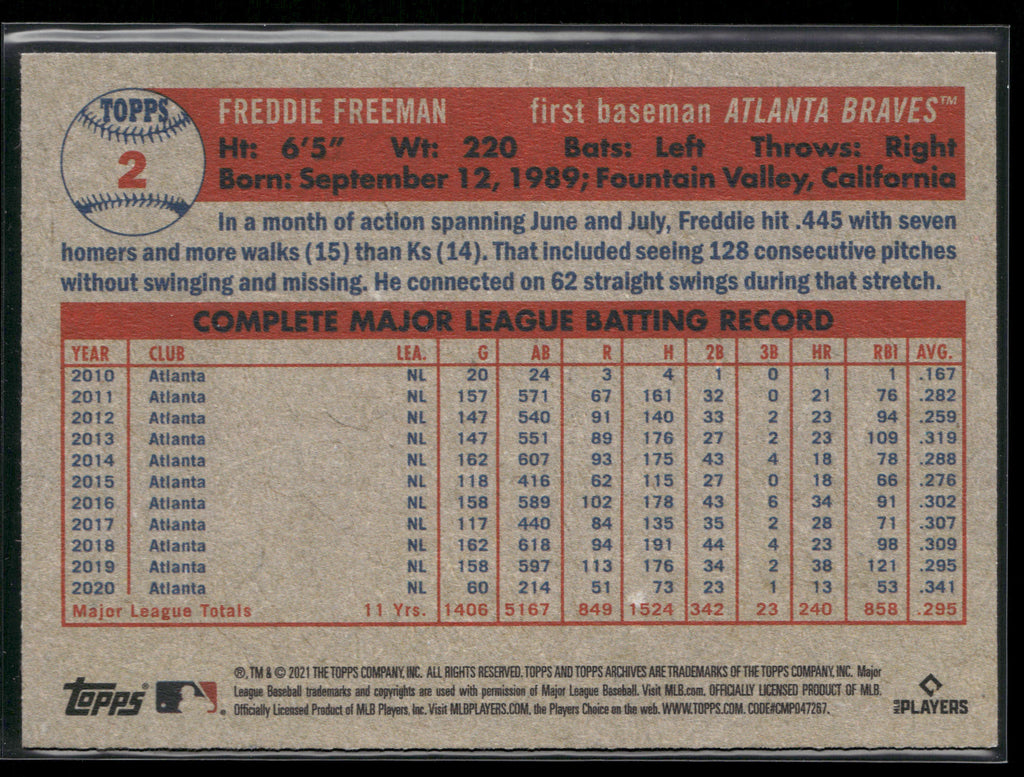 TOPPS
2
FREDDIE FREEMAN first baseman ATLANTA BRAVES™
Ht: 6'5" Wt: 220 Bats: Left Throws: Right
Born: September 12, 1989; Fountain Valley, California
In a month of action spanning June and July, Freddie hit .445 with seven
homers and more walks (15) than Ks (14). That included seeing 128 consecutive pitches
without swinging and missing. He connected on 62 straight swings during that stretch.
COMPLETE MAJOR LEAGUE BATTING RECORD
YEAR CLUB LEA. G AB R H 2B 3B HR RBI AVG.
2010 Atlanta NL 20 24 3 4 1 0 1 1 .167
2011 Atlanta NL 157 571 67 161 32 0 21 76 .282
2012 Atlanta NL 147 540 91 140 33 2 23 94 .259
2013 Atlanta NL 147 551 89 176 27 2 23 109 .319
2014 Atlanta NL 162 607 93 175 43 4 18 78 .288
2015 Atlanta NL 118 416 62 115 27 0 18 66 .276
2016 Atlanta NL 158 589 102 178 43 6 34 91 .302
2017 Atlanta NL 117 440 84 135 35 2 28 71 .307
2018 Atlanta NL 162 618 94 191 44 4 23 98 .309
2019 Atlanta NL 158 597 113 176 34 2 38 121 .295
2020 Atlanta NL 60 214 51 73 23 1 13 53 .341
Major League Totals 11 Yrs. 1406 5167 849 1524 342 23 240 858 .295
®, TM & © 2021 THE TOPPS COMPANY, INC. ALL RIGHTS RESERVED. TOPPS AND TOPPS ARCHIVES ARE TRADEMARKS OF THE TOPPS COMPANY, INC. Major
League Baseball trademarks and copyrights are used with permission of Major League Baseball. Visit MLB.com. OFFICIALLY LICENSED PRODUCT OF MLB.
Officially Licensed Product of MLB Players, Inc. Visit MLBPLAYERS.COM, the Players Choice on the web. WWW.TOPPS.COM. CODE#CMP047267.
topps®
MLB PLAYERS